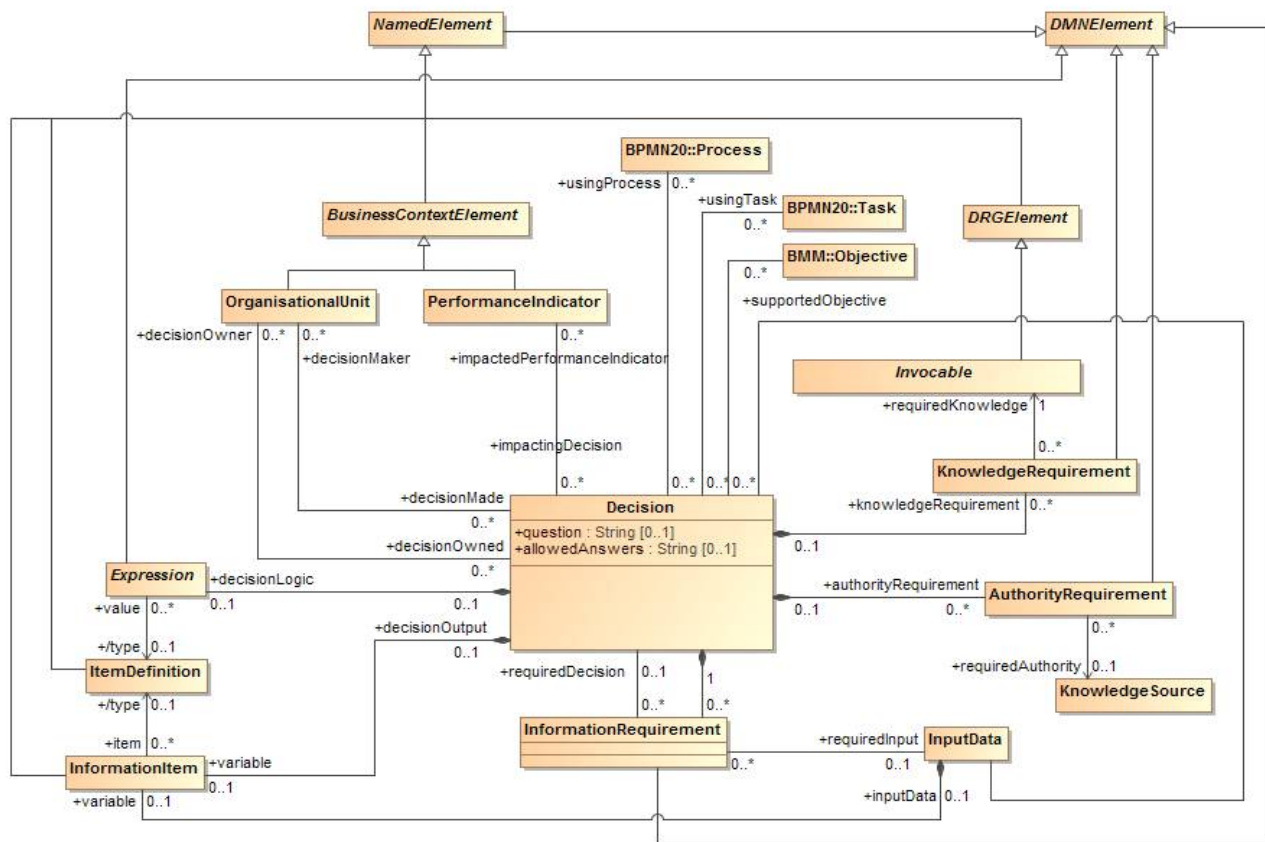 NamedElement
DMNElement
BPMN20::Process
+usingProcess 0..*
+usingTask
BPMN20::Task
0..*
BusinessContextElement
DRGElement
BMM::Objective
0..*
+supportedObjective
OrganisationalUnit
PerformanceIndicator
+decisionOwner 0..* 0..*
0..*
+decisionMaker
+impactedPerformanceIndicator
Invocable
+requiredKnowledge 1
+impactingDecision
0..*
KnowledgeRequirement
0..* 0..* 0..* 0..*
+decisionMade
0..*
Decision
+knowledgeRequirement 0..*
+question : String [0..1]
+allowedAnswers : String [0..1]
0..1
+decisionOwned
0..*
Expression
+decisionLogic
0..1 0..1
+authorityRequirement
0..1 0..*
AuthorityRequirement
+value 0..*
+decisionOutput
0..1
0..*
+/type 0..1
+requiredDecision 0..1
1
+requiredAuthority 0..1
ItemDefinition
KnowledgeSource
+/type 0..1
0..* 0..*
InformationRequirement
+requiredInput
InputData
+item 0..*
0..* 0..1
InformationItem
+variable
0..1
+variable 0..1
+inputData 0..1